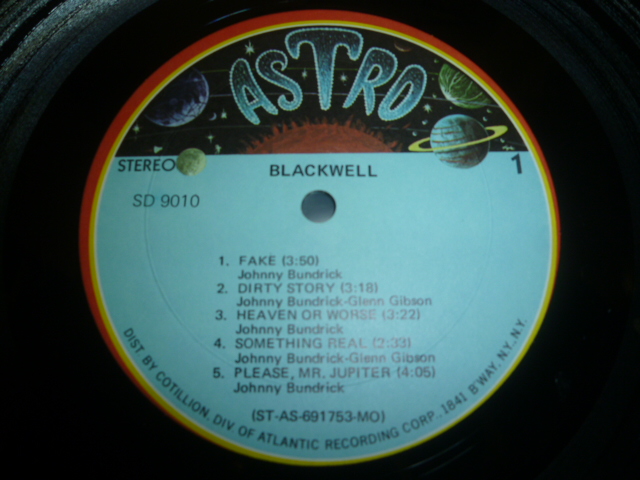 ASTRO
STEREO
BLACKWELL
1
SD 9010
1. FAKE (3:50)
Johnny Bundrick
2. DIRTY STORY (3:18)
Johnny Bundrick-Glenn Gibson
3. HEAVEN OR WORSE (3:22)
Johnny Bundrick
4. SOMETHING REAL (2:33)
Johnny Bundrick-Glenn Gibson
5. PLEASE, MR. JUPITER (4:05)
Johnny Bundrick
(ST-AS-691753-MO)
DIST BY COTILLION, DIV. OF ATLANTIC RECORDING CORP., 1841 B'WAY, N.Y., N.Y.